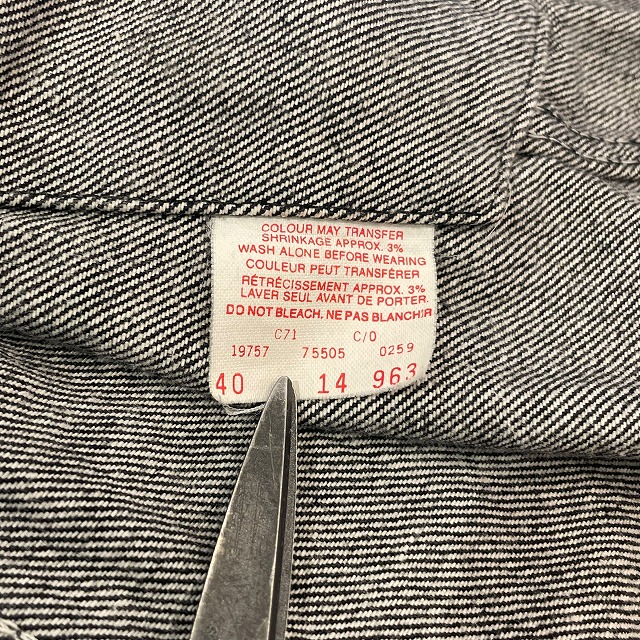 COLOUR MAY TRANSFER
SHRINKAGE APPROX. 3%
WASH ALONE BEFORE WEARING
COULEUR PEUT TRANSFÉRER
RÉTRÉCISSEMENT APPROX. 3%
LAVER SEUL AVANT DE PORTER.
DO NOT BLEACH. NE PAS BLANCHIR
C71 C/O
19757 75505 0259
40 14 963